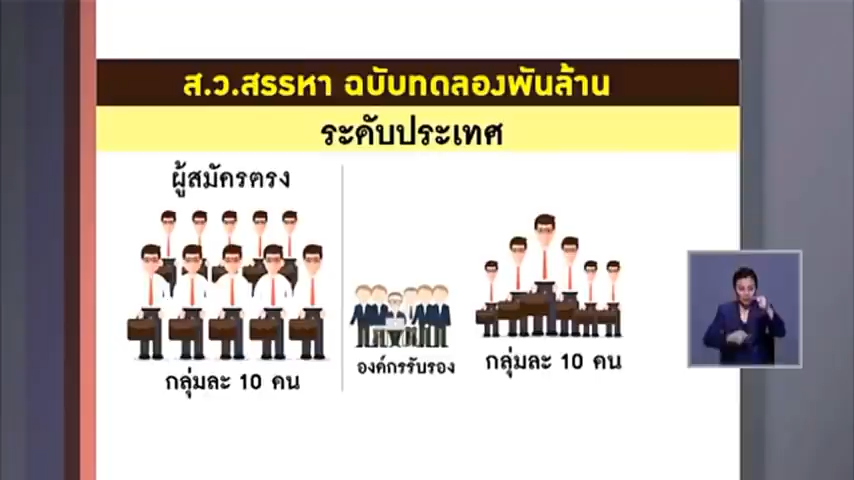 ส.ว.สรรหา ฉบับทดลองพันล้าน
ระดับประเทศ
ผู้สมัครตรง
กลุ่มละ 10 คน
องค์กรรับรอง
กลุ่มละ 10 คน